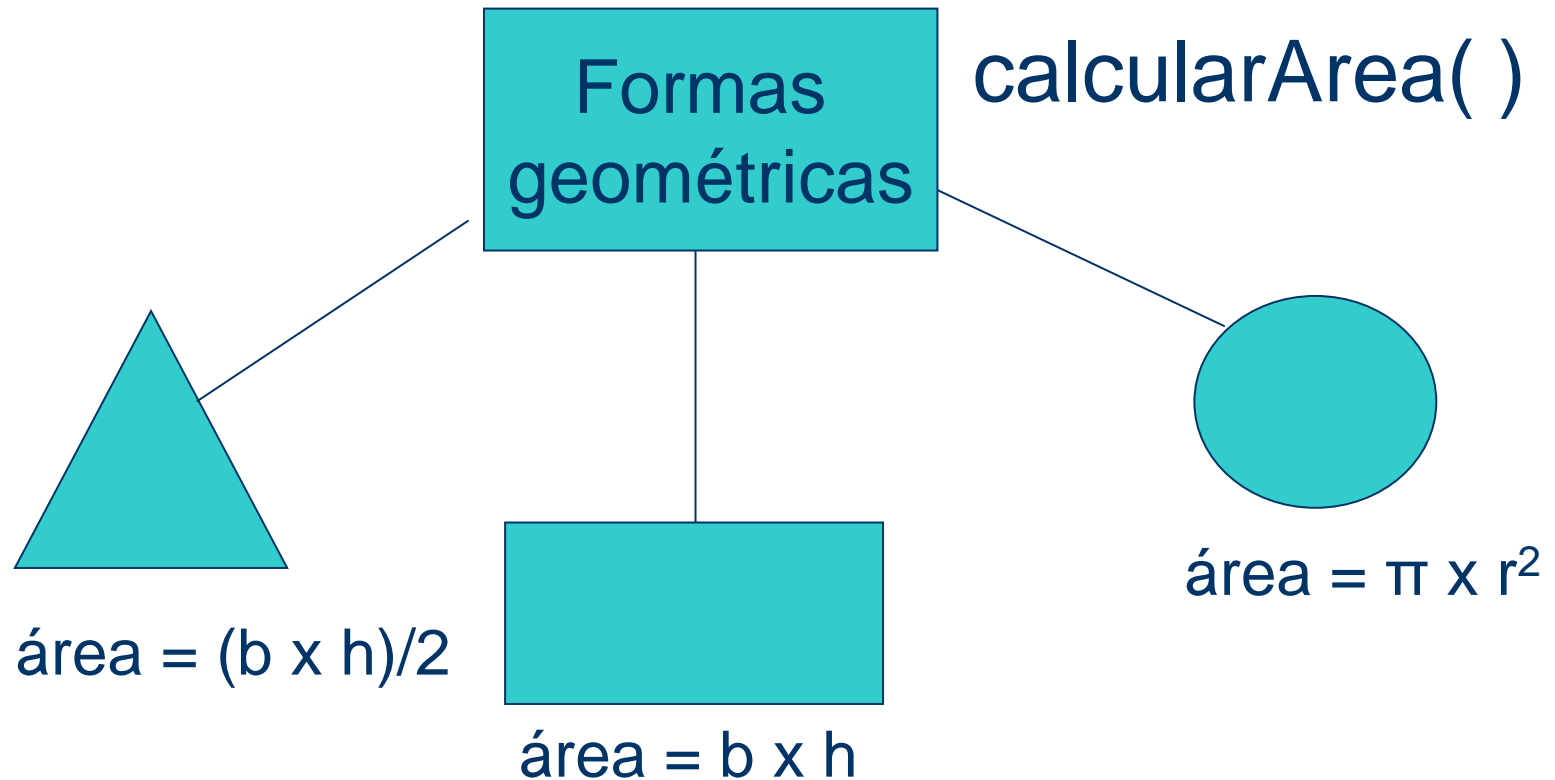 Formas
geométricas
calcularArea( )
área = (b x h)/2
área = b x h
área = π x r²